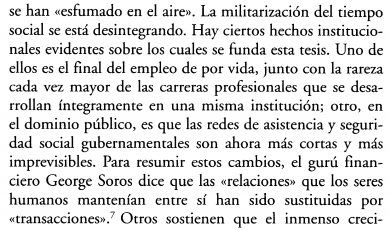 se han «esfumado en el aire». La militarización del tiempo
social se está desintegrando. Hay ciertos hechos institucio-
nales evidentes sobre los cuales se funda esta tesis. Uno de
ellos es el final del empleo de por vida, junto con la rareza
cada vez mayor de las carreras profesionales que se desa-
rrollan íntegramente en una misma institución; otro, en
el dominio público, es que las redes de asistencia y seguri-
dad social gubernamentales son ahora más cortas y más
imprevisibles. Para resumir estos cambios, el gurú finan-
ciero George Soros dice que las «relaciones» que los seres
humanos mantenían entre sí han sido sustituidas por
«transacciones».7 Otros sostienen que el inmenso creci-